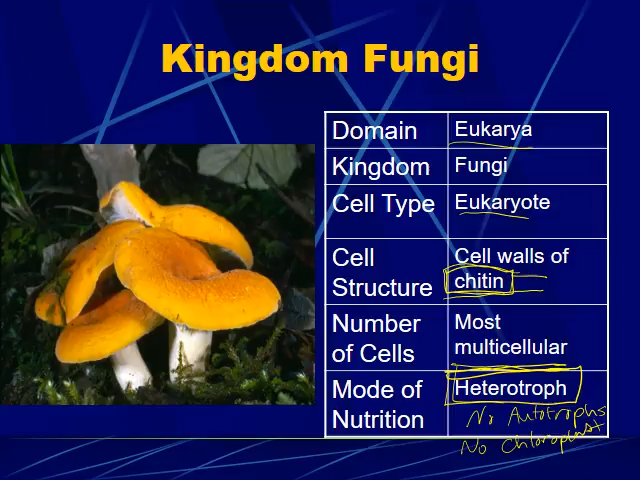 Kingdom Fungi
Domain Eukarya
Kingdom Fungi
Cell Type Eukaryote
Cell Structure Cell walls of chitin
Number of Cells Most multicellular
Mode of Nutrition Heterotroph
No Autotrophs
No Chloroplast